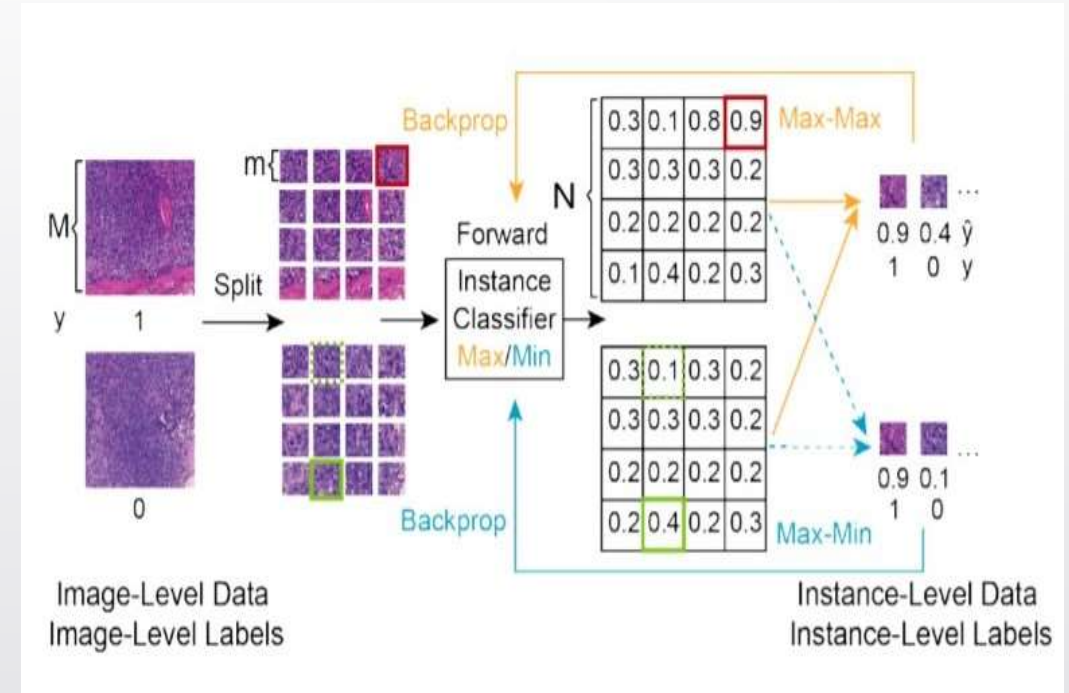 M{
y 1
0
Image-Level Data
Image-Level Labels
Split
m{
Backprop
Forward
Instance
Classifier
Max/Min
Backprop
N{
0.3 0.1 0.8 0.9
0.3 0.3 0.3 0.2
0.2 0.2 0.2 0.2
0.1 0.4 0.2 0.3
0.3 0.1 0.3 0.2
0.3 0.3 0.3 0.2
0.2 0.2 0.2 0.2
0.2 0.4 0.2 0.3
Max-Max
...
0.9 0.4 ŷ
1 0 y
...
0.9 0.1
1 0
Max-Min
Instance-Level Data
Instance-Level Labels